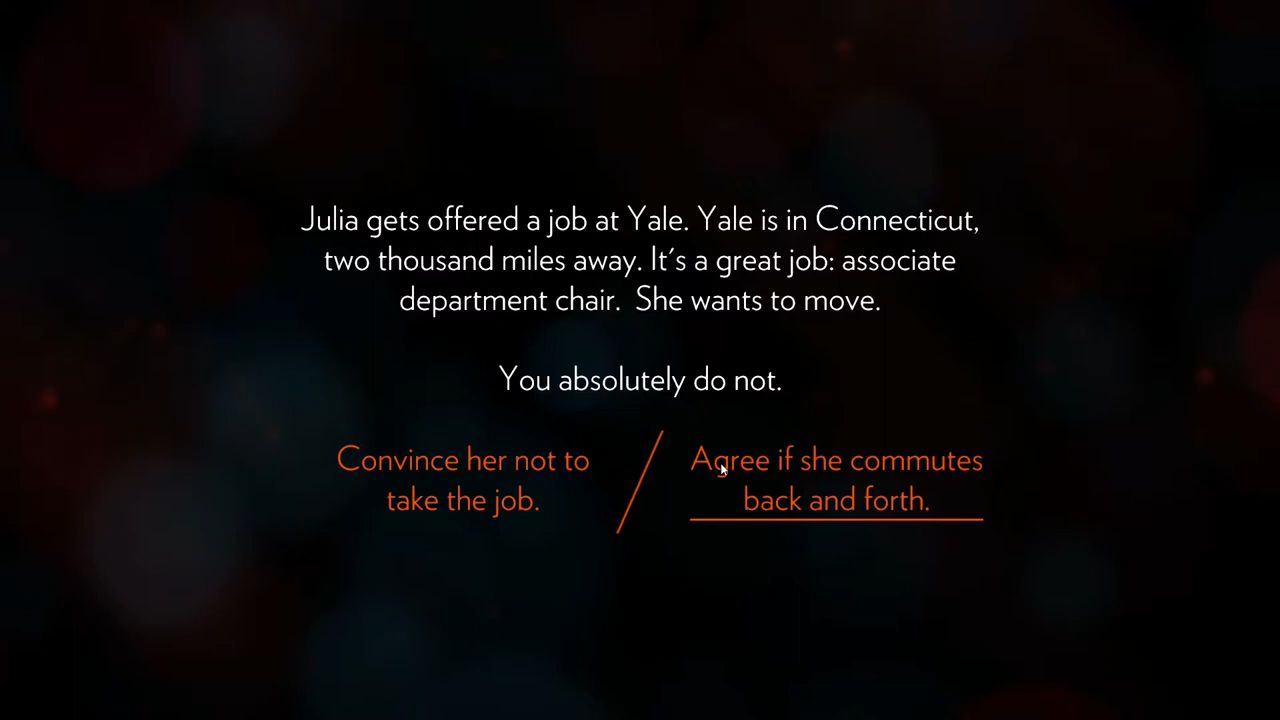 Julia gets offered a job at Yale. Yale is in Connecticut,
two thousand miles away. It's a great job: associate
department chair.  She wants to move.
You absolutely do not.
Convince her not to
take the job.
Agree if she commutes
back and forth.